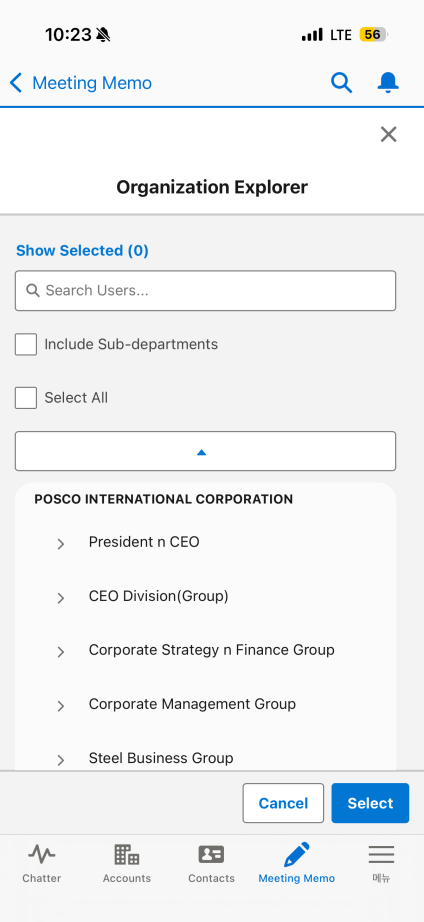 10:23
LTE 56
Meeting Memo
Organization Explorer
Show Selected (0)
Search Users...
Include Sub-departments
Select All
POSCO INTERNATIONAL CORPORATION
President n CEO
CEO Division(Group)
Corporate Strategy n Finance Group
Corporate Management Group
Steel Business Group
Cancel Select
Chatter Accounts Contacts Meeting Memo 메뉴